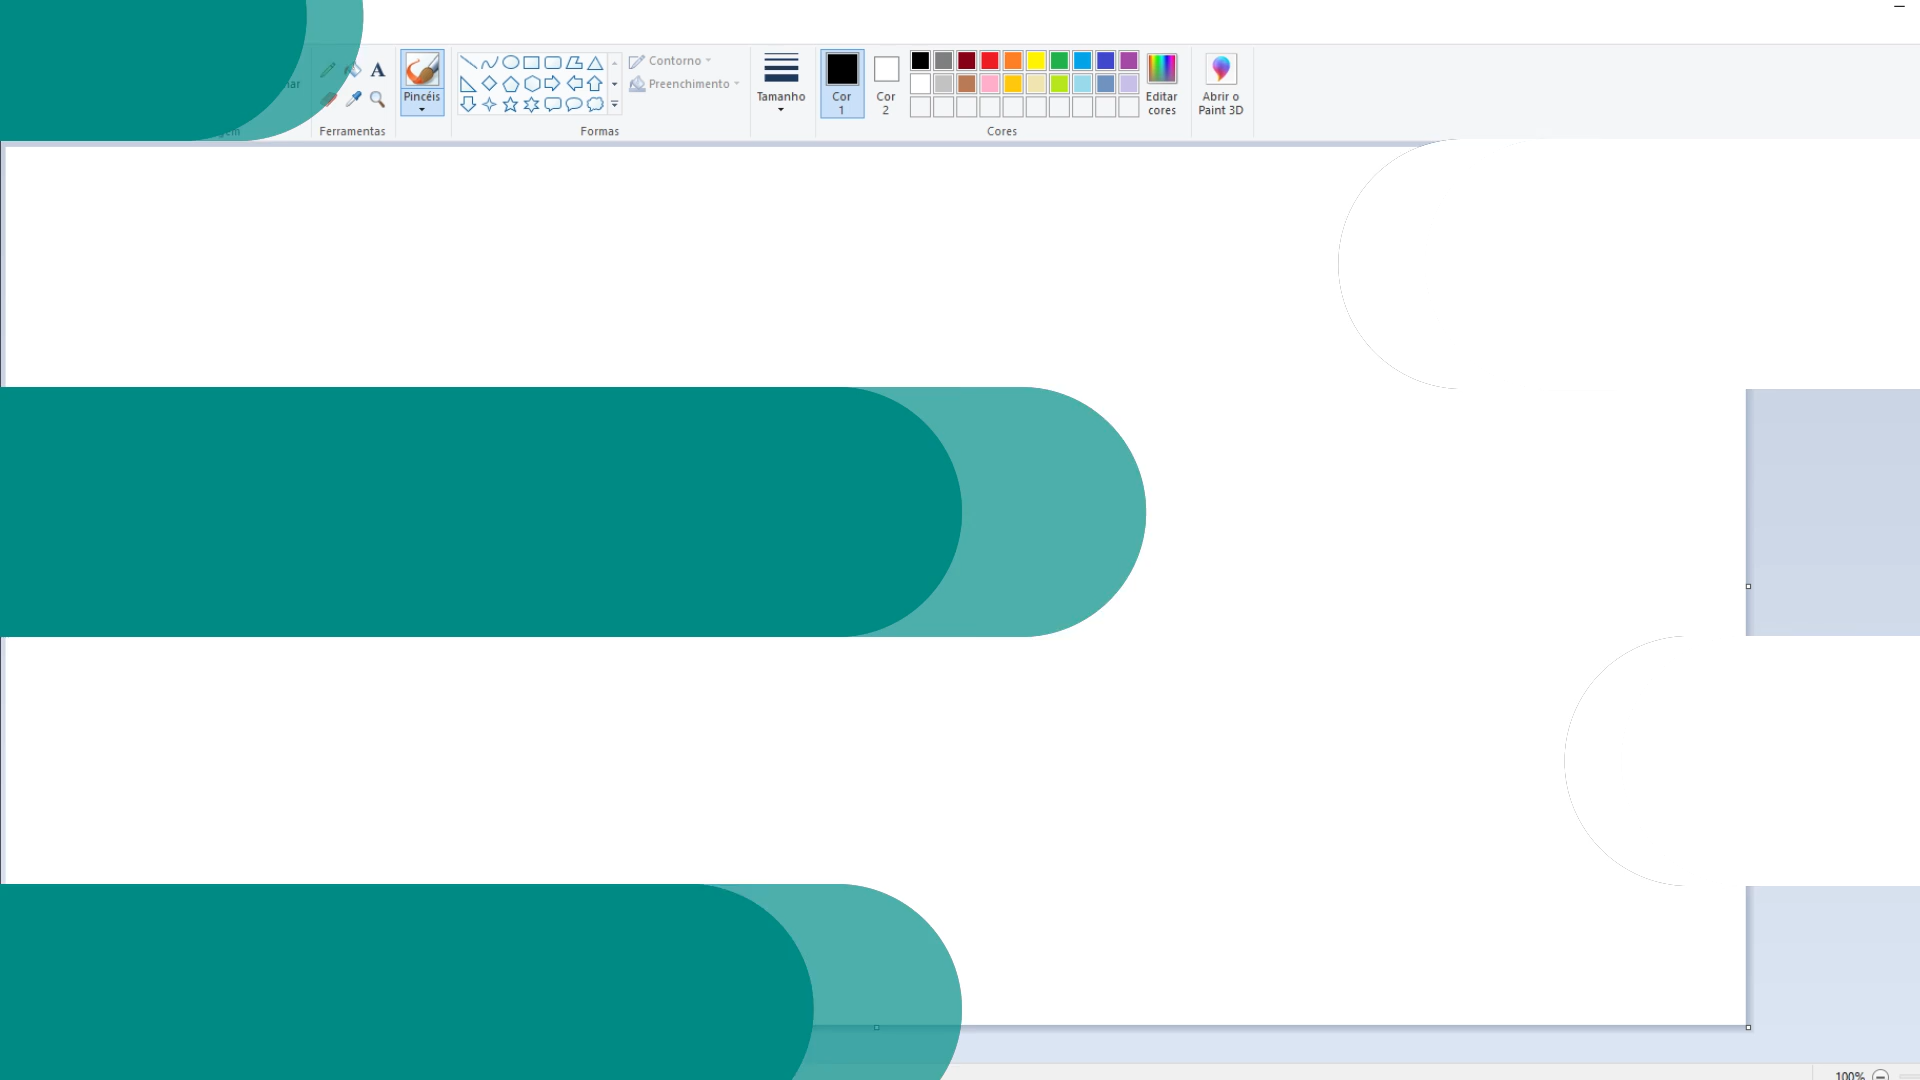 Contorno
Preenchimento
Pincéis
Tamanho
Cor
1
Cor
2
Editar
cores
Abrir o
Paint 3D
Ferramentas
Formas
Cores
100%